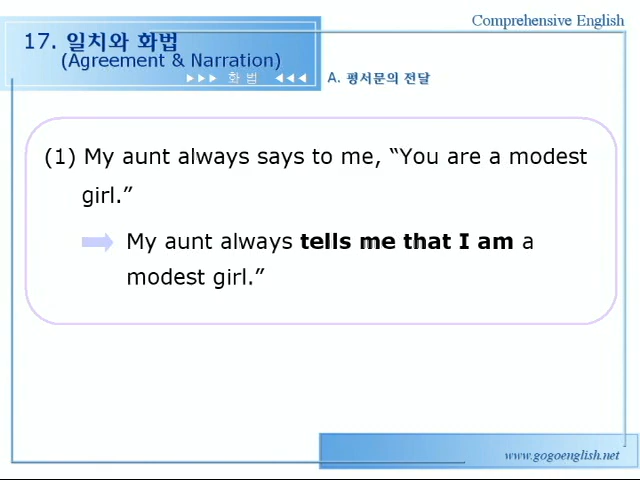 Comprehensive English
17. 일치와 화법
(Agreement & Narration)
▶▶▶ 화 법 ◀◀◀
A. 평서문의 전달
(1) My aunt always says to me, “You are a modest
girl.”
My aunt always tells me that I am a
modest girl.”
www.gogoenglish.net